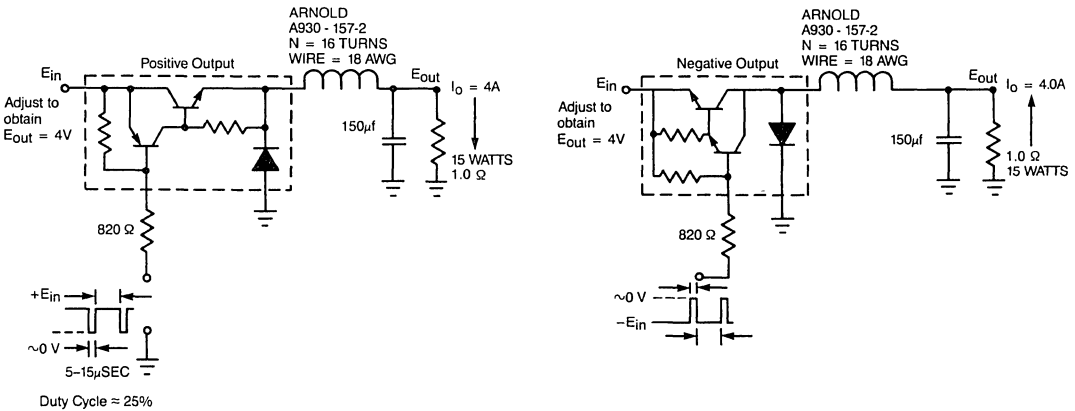 ARNOLD
A930 - 157-2
N = 16 TURNS
WIRE = 18 AWG
Positive Output
Ein
Eout
Io = 4A
Adjust to
obtain
Eout = 4V
150µf
15 WATTS
1.0 Ω
820 Ω
+Ein
~0 V
5–15µSEC
Duty Cycle ≈ 25%
ARNOLD
A930 - 157-2
N = 16 TURNS
WIRE = 18 AWG
Negative Output
Ein
Eout
Io = 4.0A
Adjust to
obtain
Eout = 4V
150µf
1.0 Ω
15 WATTS
820 Ω
~0 V
−Ein